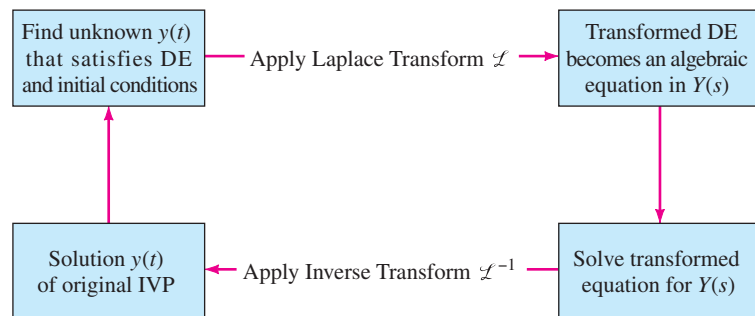 Find unknown y(t)
that satisfies DE
and initial conditions
Apply Laplace Transform ℒ
Transformed DE
becomes an algebraic
equation in Y(s)
Solution y(t)
of original IVP
Apply Inverse Transform ℒ⁻¹
Solve transformed
equation for Y(s)